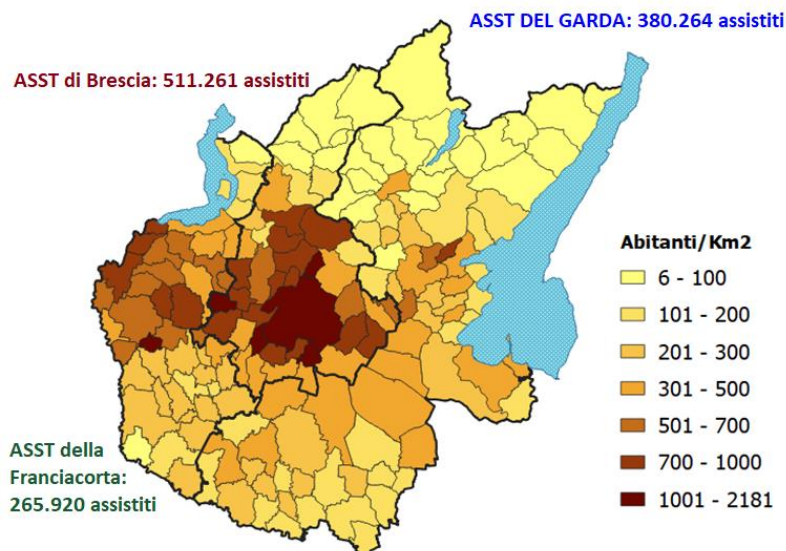 ASST DEL GARDA: 380.264 assistiti
ASST di Brescia: 511.261 assistiti
Abitanti/Km2
6 - 100
101 - 200
201 - 300
301 - 500
501 - 700
700 - 1000
1001 - 2181
ASST della
Franciacorta:
265.920 assistiti